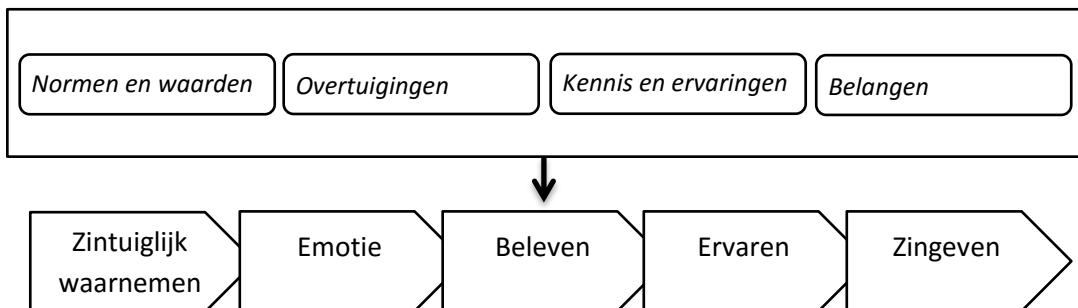 Normen en waarden
Overtuigingen
Kennis en ervaringen
Belangen
Zintuiglijk
waarnemen
Emotie
Beleven
Ervaren
Zingeven